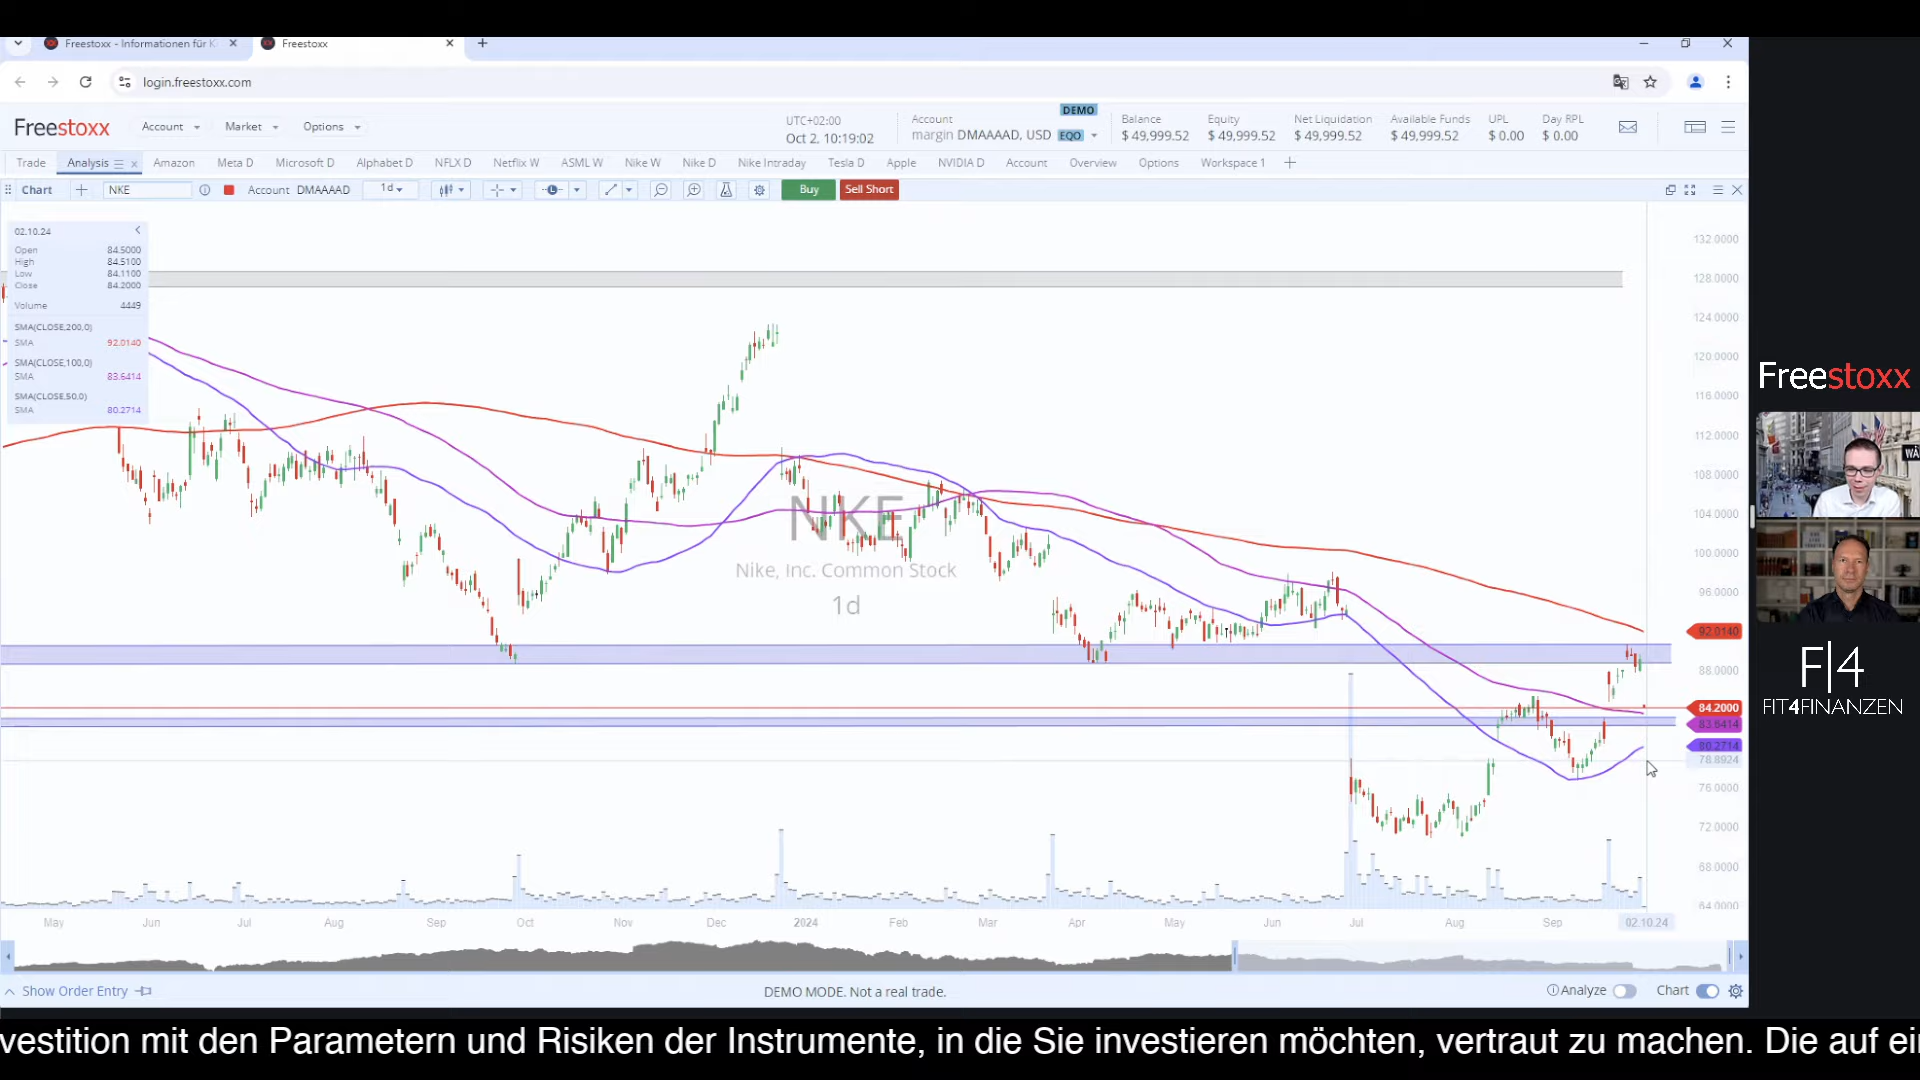 Freestoxx - Informationen für K
Freestoxx
login.freestoxx.com
Freestoxx
Account
Market
Options
UTC+02:00
Oct 2, 10:19:02
Account
margin DMAAAAD, USD
DEMO
EQO
Balance
$ 49,999.52
Equity
$ 49,999.52
Net Liquidation
$ 49,999.52
Available Funds
$ 49,999.52
UPL
$ 0.00
Day RPL
$ 0.00
Trade
Analysis
Amazon
Meta D
Microsoft D
Alphabet D
NFLX D
Netflix W
ASML W
Nike W
Nike D
Nike Intraday
Tesla D
Apple
NVIDIA D
Account
Overview
Options
Workspace 1
Chart
NKE
Account DMAAAAD
1d
Buy
Sell Short
02.10.24
Open 84.5000
High 84.5100
Low 84.1100
Close 84.2000
Volume 4449
SMA(CLOSE,200,0)
SMA 92.0140
SMA(CLOSE,100,0)
SMA 83.6414
SMA(CLOSE,50,0)
SMA 80.2714
NKE
Nike, Inc. Common Stock
1d
132.0000
128.0000
124.0000
120.0000
116.0000
112.0000
108.0000
104.0000
100.0000
96.0000
92.0140
88.0000
84.2000
83.6414
80.2714
78.8924
76.0000
72.0000
68.0000
64.0000
May
Jun
Jul
Aug
Sep
Oct
Nov
Dec
2024
Feb
Mar
Apr
May
Jun
Jul
Aug
Sep
02.10.24
Show Order Entry
DEMO MODE. Not a real trade.
Analyze
Chart
Freestoxx
WA
F|4
FIT4FINANZEN
vestition mit den Parametern und Risiken der Instrumente, in die Sie investieren möchten, vertraut zu machen. Die auf ein